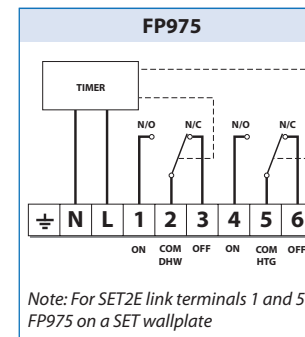 FP975
TIMER
N/O N/C N/O N/C
N L 1 2 3 4 5 6
ON COM OFF ON COM OFF
DHW HTG
Note: For SET2E link terminals 1 and 5
FP975 on a SET wallplate